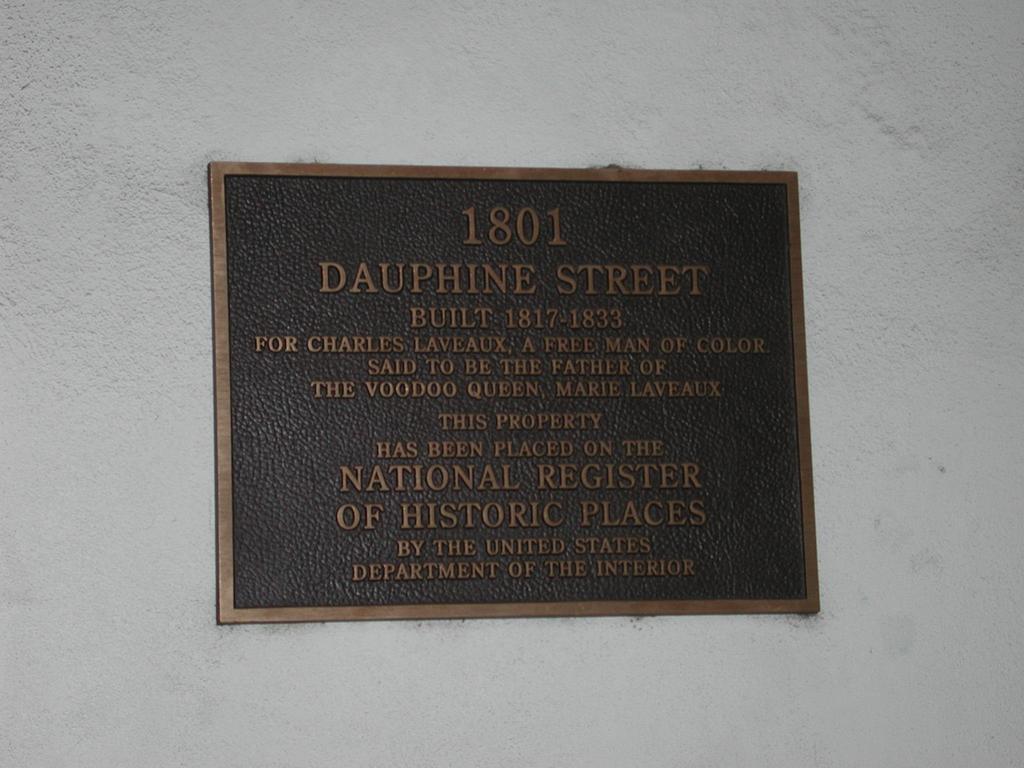 1801
DAUPHINE STREET
BUILT 1817-1833
FOR CHARLES LAVEAUX, A FREE MAN OF COLOR
SAID TO BE THE FATHER OF
THE VOODOO QUEEN, MARIE LAVEAUX
THIS PROPERTY
HAS BEEN PLACED ON THE
NATIONAL REGISTER
OF HISTORIC PLACES
BY THE UNITED STATES
DEPARTMENT OF THE INTERIOR